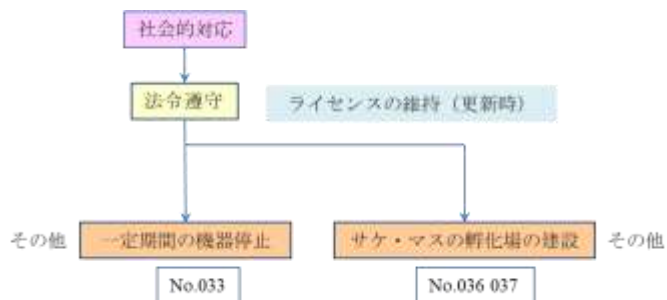 社会的対応
法令遵守
ライセンスの維持（更新時）
その他
一定期間の機器停止
サケ・マスの孵化場の建設
その他
No.033
No.036 037